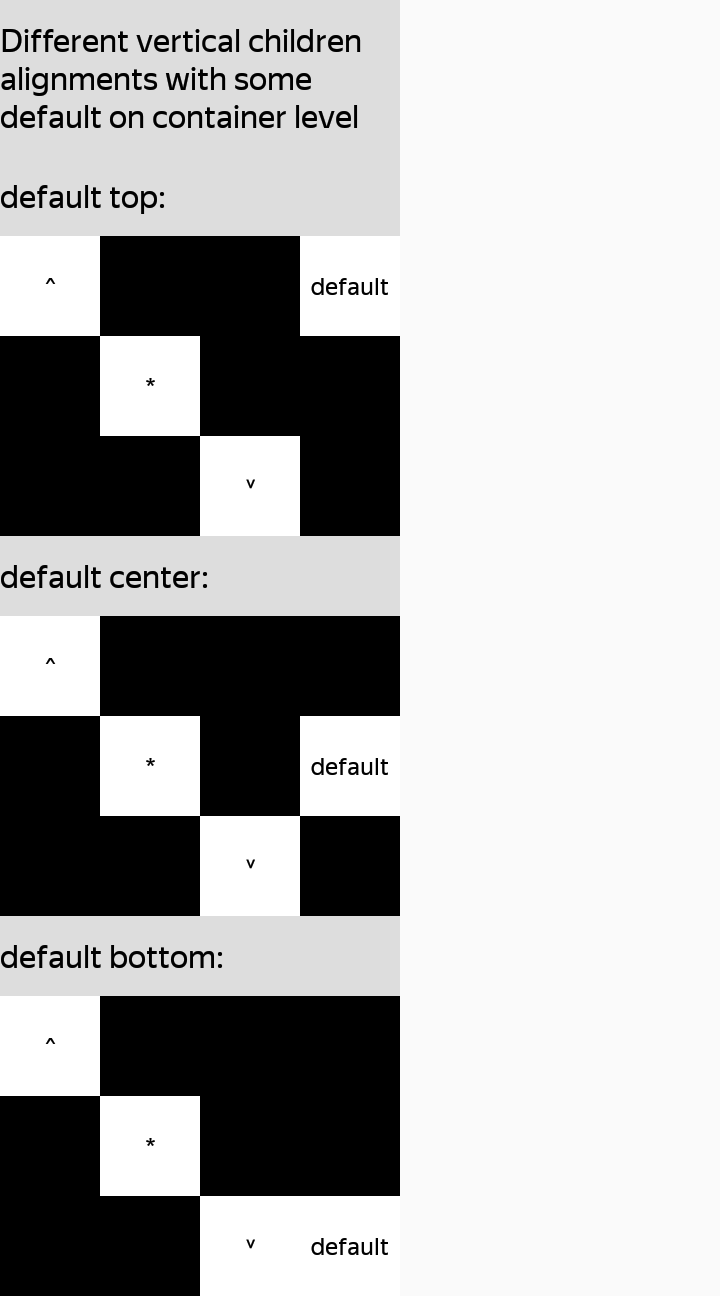 Different vertical children
alignments with some
default on container level
default top:
^ default
*
v
default center:
^
* default
v
default bottom:
^
*
v default